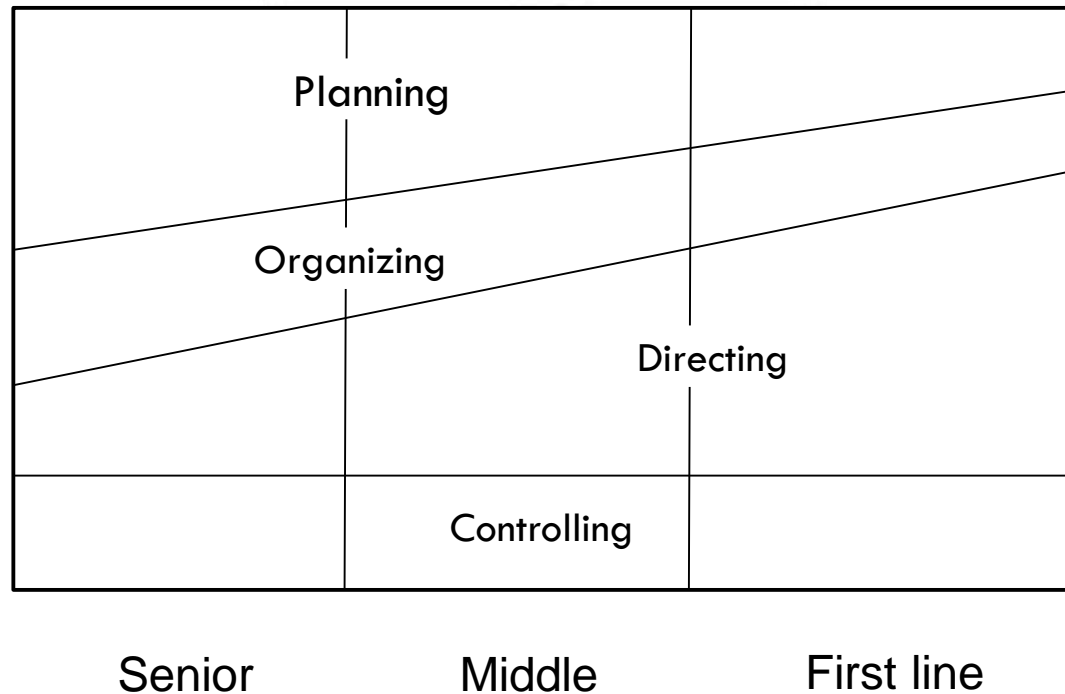 Planning
Organizing
Directing
Controlling
Senior
Middle
First line